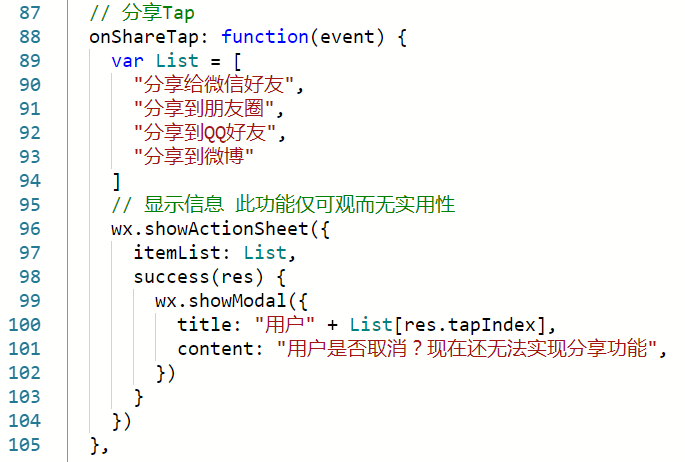 87 // 分享Tap
88 onShareTap: function(event) {
89 var List = [
90 "分享给微信好友",
91 "分享到朋友圈",
92 "分享到QQ好友",
93 "分享到微博"
94 ]
95 // 显示信息 此功能仅可观而无实用性
96 wx.showActionSheet({
97 itemList: List,
98 success(res) {
99 wx.showModal({
100 title: "用户" + List[res.tapIndex],
101 content: "用户是否取消？现在还无法实现分享功能",
102 })
103 }
104 })
105 },